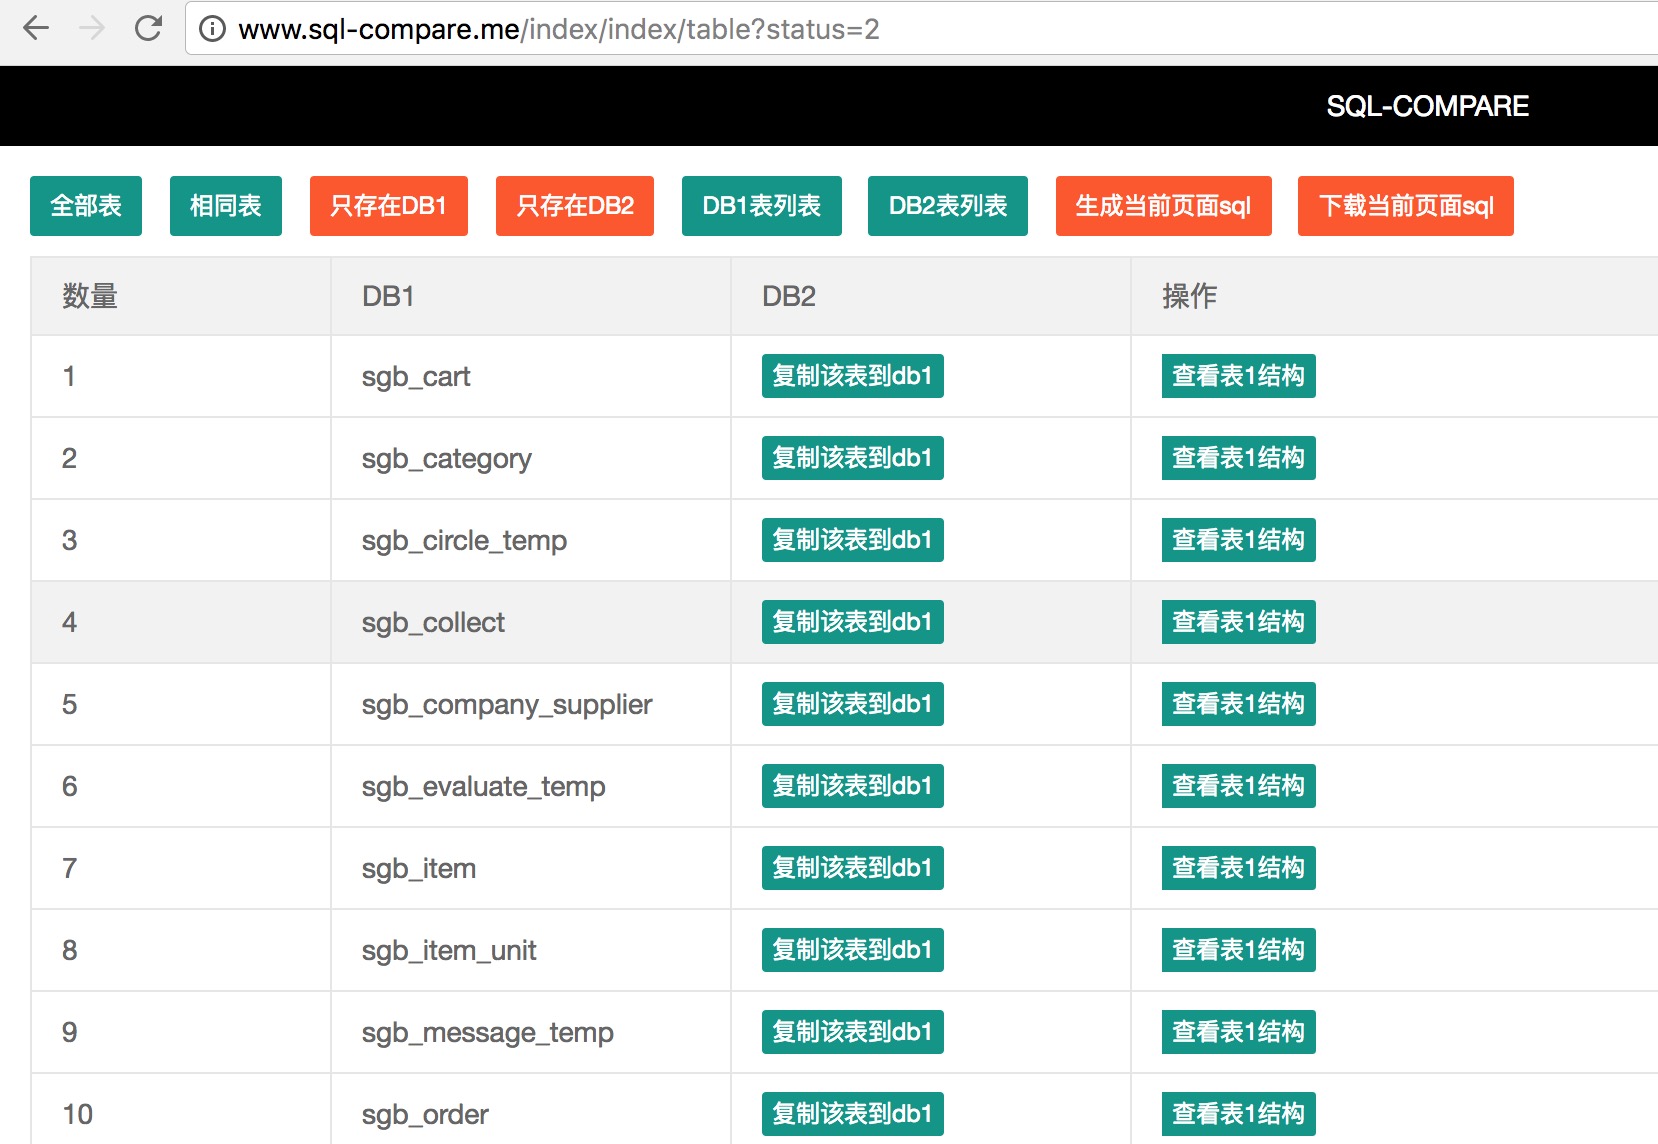 www.sql-compare.me/index/index/table?status=2
SQL-COMPARE
全部表 相同表 只存在DB1 只存在DB2 DB1表列表 DB2表列表 生成当前页面sql 下载当前页面sql
数量 DB1 DB2 操作
1 sgb_cart 复制该表到db1 查看表1结构
2 sgb_category 复制该表到db1 查看表1结构
3 sgb_circle_temp 复制该表到db1 查看表1结构
4 sgb_collect 复制该表到db1 查看表1结构
5 sgb_company_supplier 复制该表到db1 查看表1结构
6 sgb_evaluate_temp 复制该表到db1 查看表1结构
7 sgb_item 复制该表到db1 查看表1结构
8 sgb_item_unit 复制该表到db1 查看表1结构
9 sgb_message_temp 复制该表到db1 查看表1结构
10 sgb_order 复制该表到db1 查看表1结构